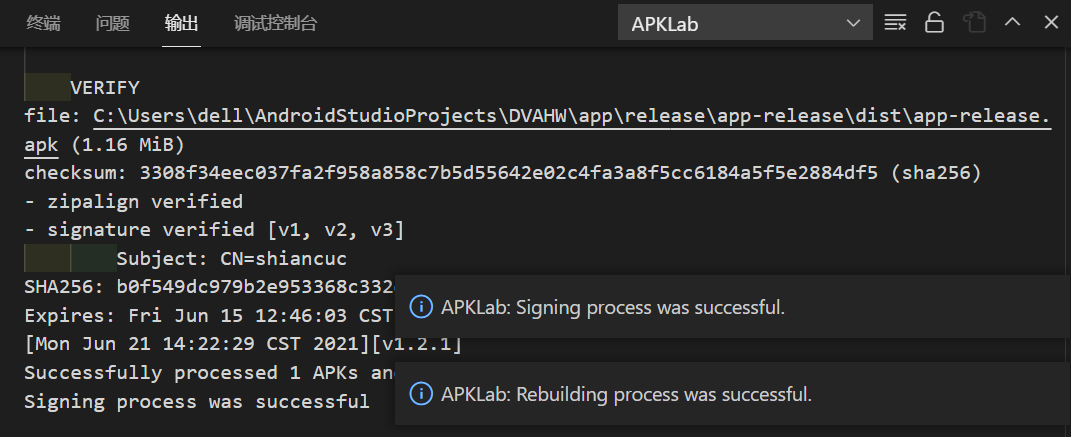 终端 问题 输出 调试控制台 APKLab
VERIFY
file: C:\Users\dell\AndroidStudioProjects\DVAHW\app\release\app-release\dist\app-release.
apk (1.16 MiB)
checksum: 3308f34eec037fa2f958a858c7b5d55642e02c4fa3a8f5cc6184a5f5e2884df5 (sha256)
- zipalign verified
- signature verified [v1, v2, v3]
Subject: CN=shiancuc
SHA256: b0f549dc979b2e953368c332
APKLab: Signing process was successful.
Expires: Fri Jun 15 12:46:03 CST
[Mon Jun 21 14:22:29 CST 2021][v1.2.1]
Successfully processed 1 APKs
APKLab: Rebuilding process was successful.
Signing process was successful